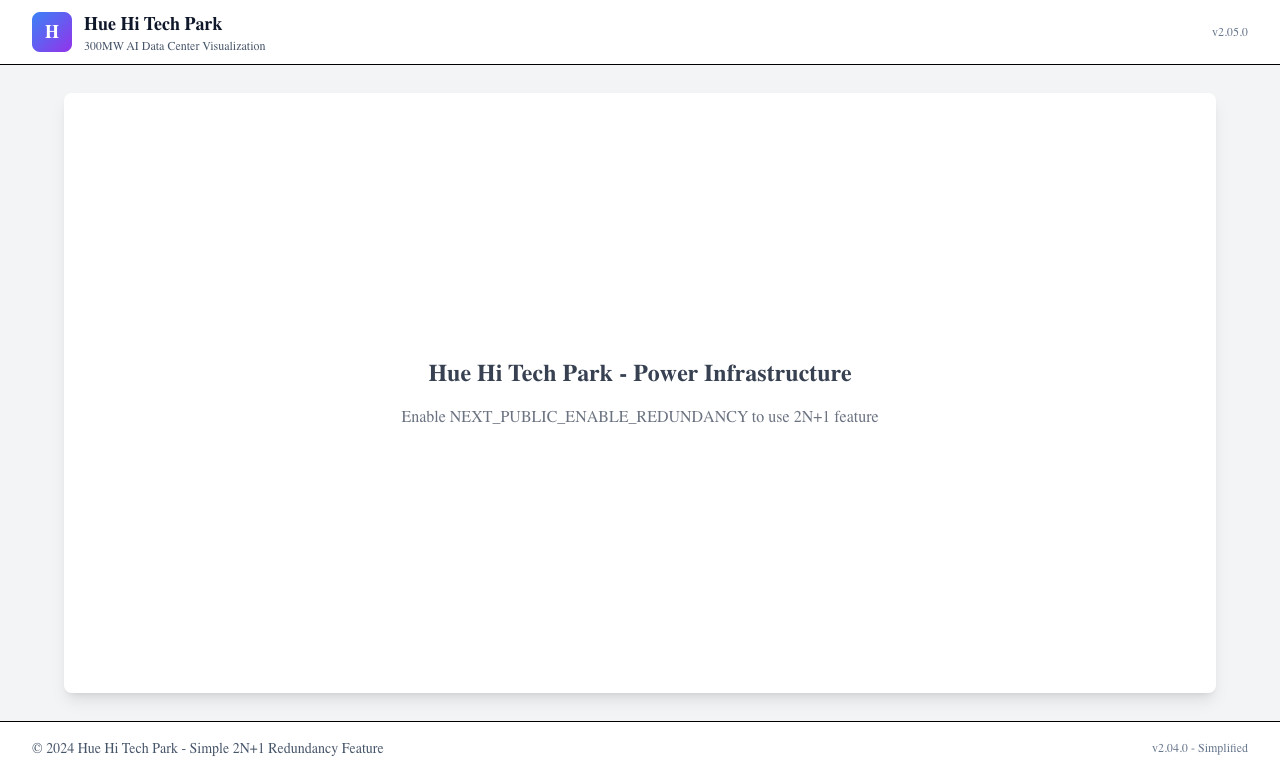 H
Hue Hi Tech Park
300MW AI Data Center Visualization
v2.05.0
Hue Hi Tech Park - Power Infrastructure
Enable NEXT_PUBLIC_ENABLE_REDUNDANCY to use 2N+1 feature
© 2024 Hue Hi Tech Park - Simple 2N+1 Redundancy Feature
v2.04.0 - Simplified